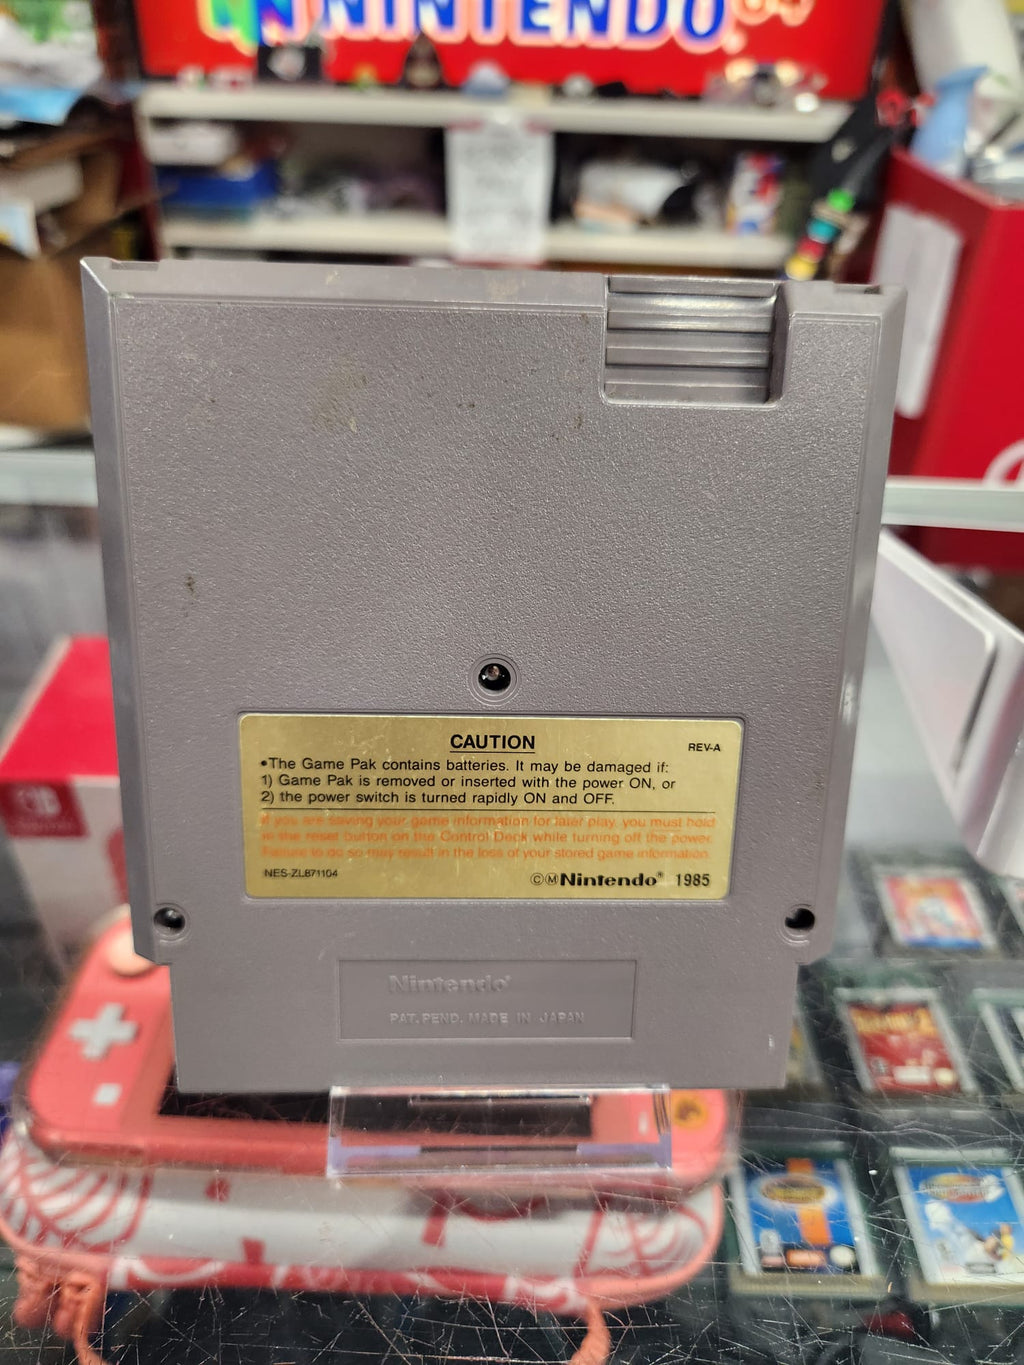 NINTENDO 64
CAUTION
REV-A
•The Game Pak contains batteries. It may be damaged if:
1) Game Pak is removed or inserted with the power ON, or
2) the power switch is turned rapidly ON and OFF.
If you are saving your game information for later play, you must hold
in the reset button on the Control Deck while turning off the power.
Failure to do so may result in the loss of your stored game information.
NES-ZL871104
©Ⓜ Nintendo® 1985
Nintendo®
PAT. PEND. MADE IN JAPAN